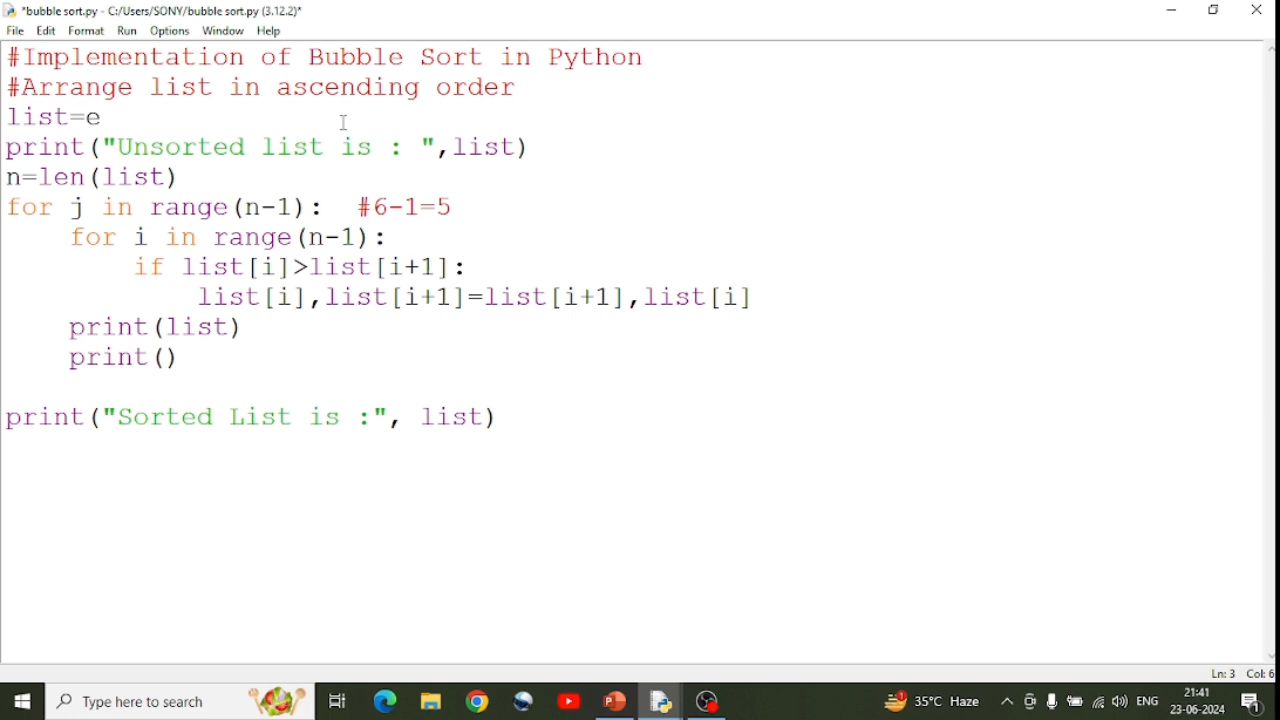 *bubble sort.py - C:/Users/SONY/bubble sort.py (3.12.2)*
File Edit Format Run Options Window Help
#Implementation of Bubble Sort in Python
#Arrange list in ascending order
list=e
print("Unsorted list is : ",list)
n=len(list)
for j in range(n-1):  #6-1=5
    for i in range(n-1):
        if list[i]>list[i+1]:
            list[i],list[i+1]=list[i+1],list[i]
    print(list)
    print()
print("Sorted List is :", list)
Ln: 3 Col: 6
Type here to search
1 35°C Haze ENG 21:41 1
23-06-2024